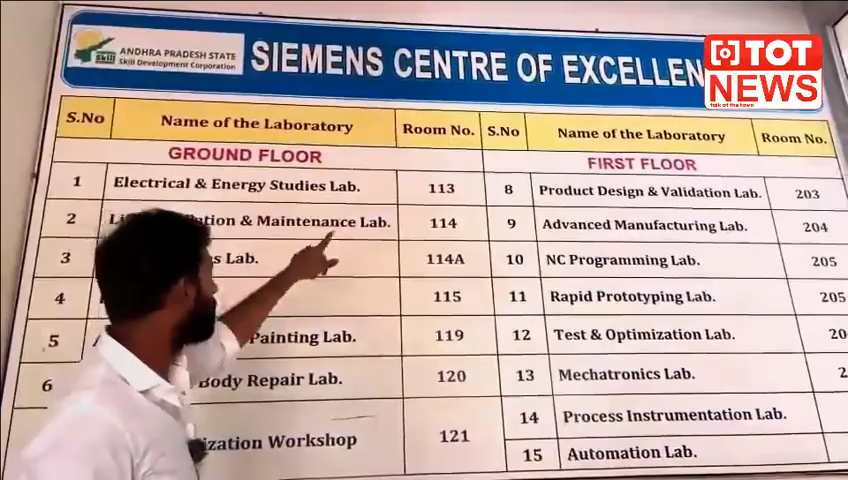 ANDHRA PRADESH STATE
Skill
Skill Development Corporation
SIEMENS CENTRE OF EXCELLEN
TOT
NEWS
talk of the town
S.No Name of the Laboratory Room No.
GROUND FLOOR
1 Electrical & Energy Studies Lab. 113
2 & Maintenance Lab. 114
3 Lab. 114A
4 115
5 Painting Lab. 119
6 Body Repair Lab. 120
Workshop 121
S.No Name of the Laboratory Room No.
FIRST FLOOR
8 Product Design & Validation Lab. 203
9 Advanced Manufacturing Lab. 204
10 NC Programming Lab. 205
11 Rapid Prototyping Lab. 205
12 Test & Optimization Lab. 20
13 Mechatronics Lab. 2
14 Process Instrumentation Lab.
15 Automation Lab.